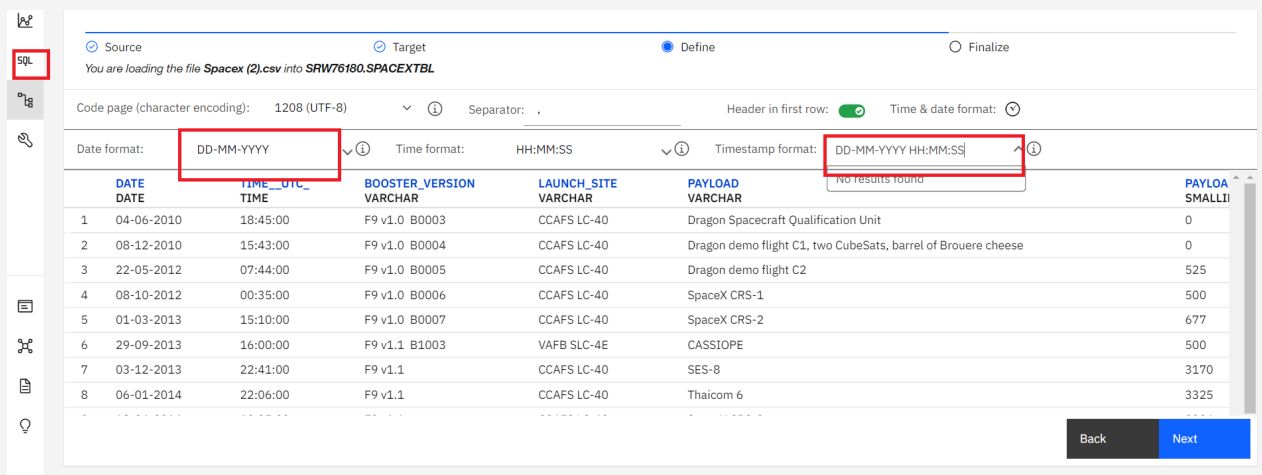 SQL
Source Target Define Finalize
You are loading the file Spacex (2).csv into SRW76180.SPACEXTBL
Code page (character encoding): 1208 (UTF-8) Separator: , Header in first row: Time & date format:
Date format: DD-MM-YYYY Time format: HH:MM:SS Timestamp format: DD-MM-YYYY HH:MM:SS
No results found
DATE TIME__UTC_ BOOSTER_VERSION LAUNCH_SITE PAYLOAD PAYLOA
DATE TIME VARCHAR VARCHAR VARCHAR SMALLI
1 04-06-2010 18:45:00 F9 v1.0 B0003 CCAFS LC-40 Dragon Spacecraft Qualification Unit 0
2 08-12-2010 15:43:00 F9 v1.0 B0004 CCAFS LC-40 Dragon demo flight C1, two CubeSats, barrel of Brouere cheese 0
3 22-05-2012 07:44:00 F9 v1.0 B0005 CCAFS LC-40 Dragon demo flight C2 525
4 08-10-2012 00:35:00 F9 v1.0 B0006 CCAFS LC-40 SpaceX CRS-1 500
5 01-03-2013 15:10:00 F9 v1.0 B0007 CCAFS LC-40 SpaceX CRS-2 677
6 29-09-2013 16:00:00 F9 v1.1 B1003 VAFB SLC-4E CASSIOPE 500
7 03-12-2013 22:41:00 F9 v1.1 CCAFS LC-40 SES-8 3170
8 06-01-2014 22:06:00 F9 v1.1 CCAFS LC-40 Thaicom 6 3325
Back Next